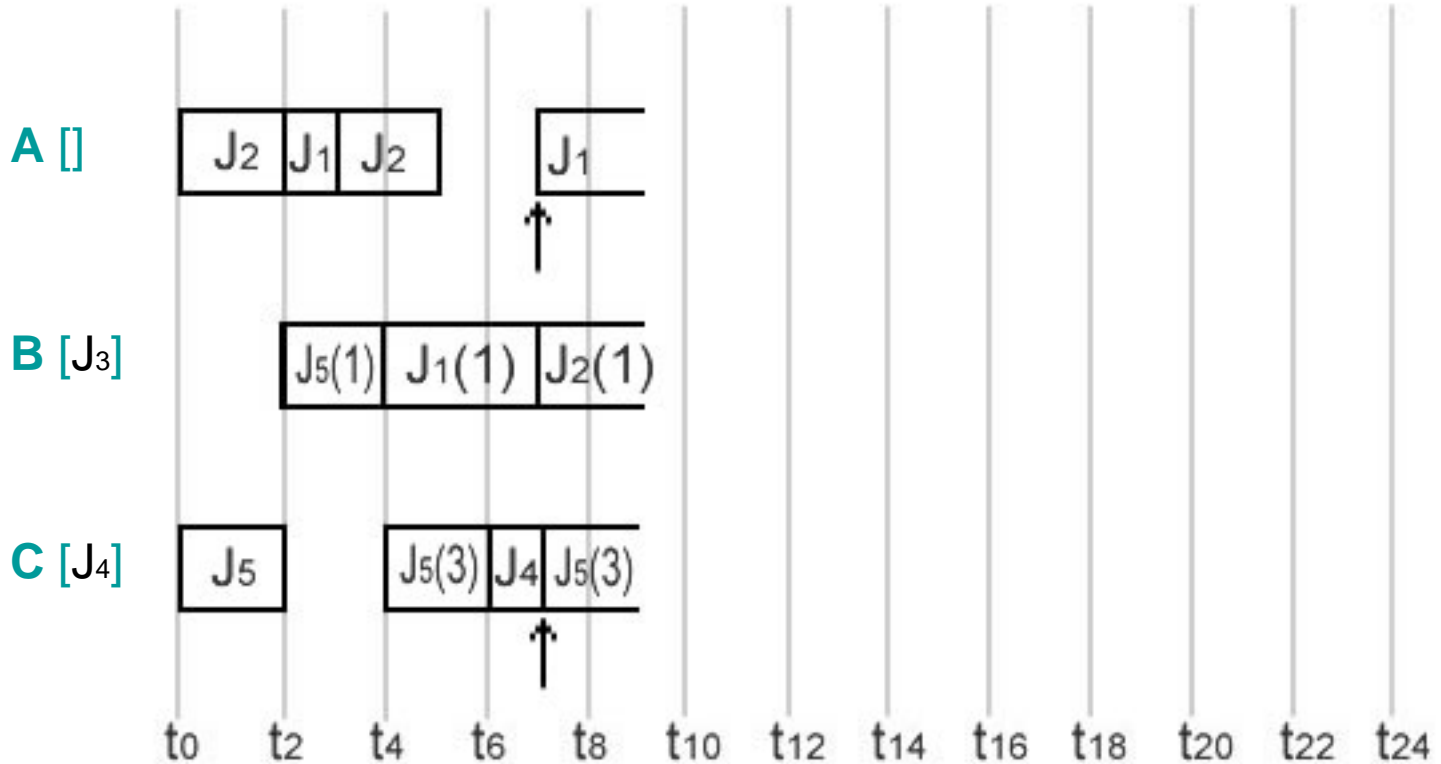 A [] J2 J1 J2 J1
B [J3] J5(1) J1(1) J2(1)
C [J4] J5 J5(3) J4 J5(3)
t0 t2 t4 t6 t8 t10 t12 t14 t16 t18 t20 t22 t24